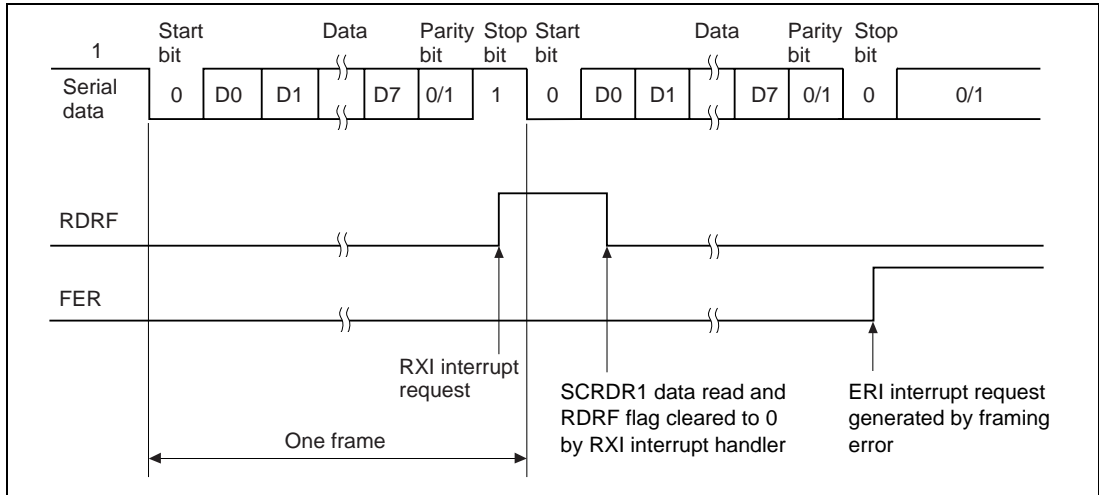 Start bit Data Parity bit Stop bit Start bit Data Parity bit Stop bit
1
Serial data 0 D0 D1 D7 0/1 1 0 D0 D1 D7 0/1 0 0/1
RDRF
FER
RXI interrupt
request
SCRDR1 data read and
RDRF flag cleared to 0
by RXI interrupt handler
ERI interrupt request
generated by framing
error
One frame